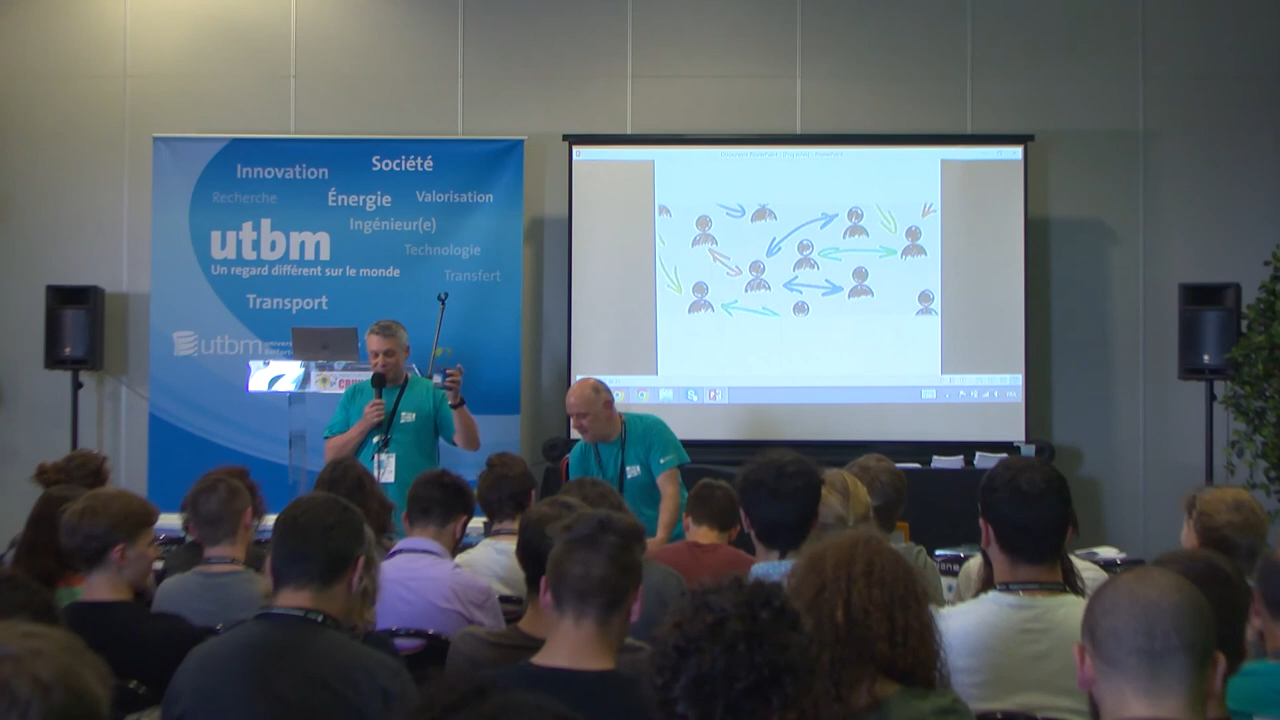 Innovation
Société
Recherche
Énergie
Valorisation
Ingénieur(e)
utbm
Technologie
Un regard différent sur le monde
Transfert
Transport
utbm